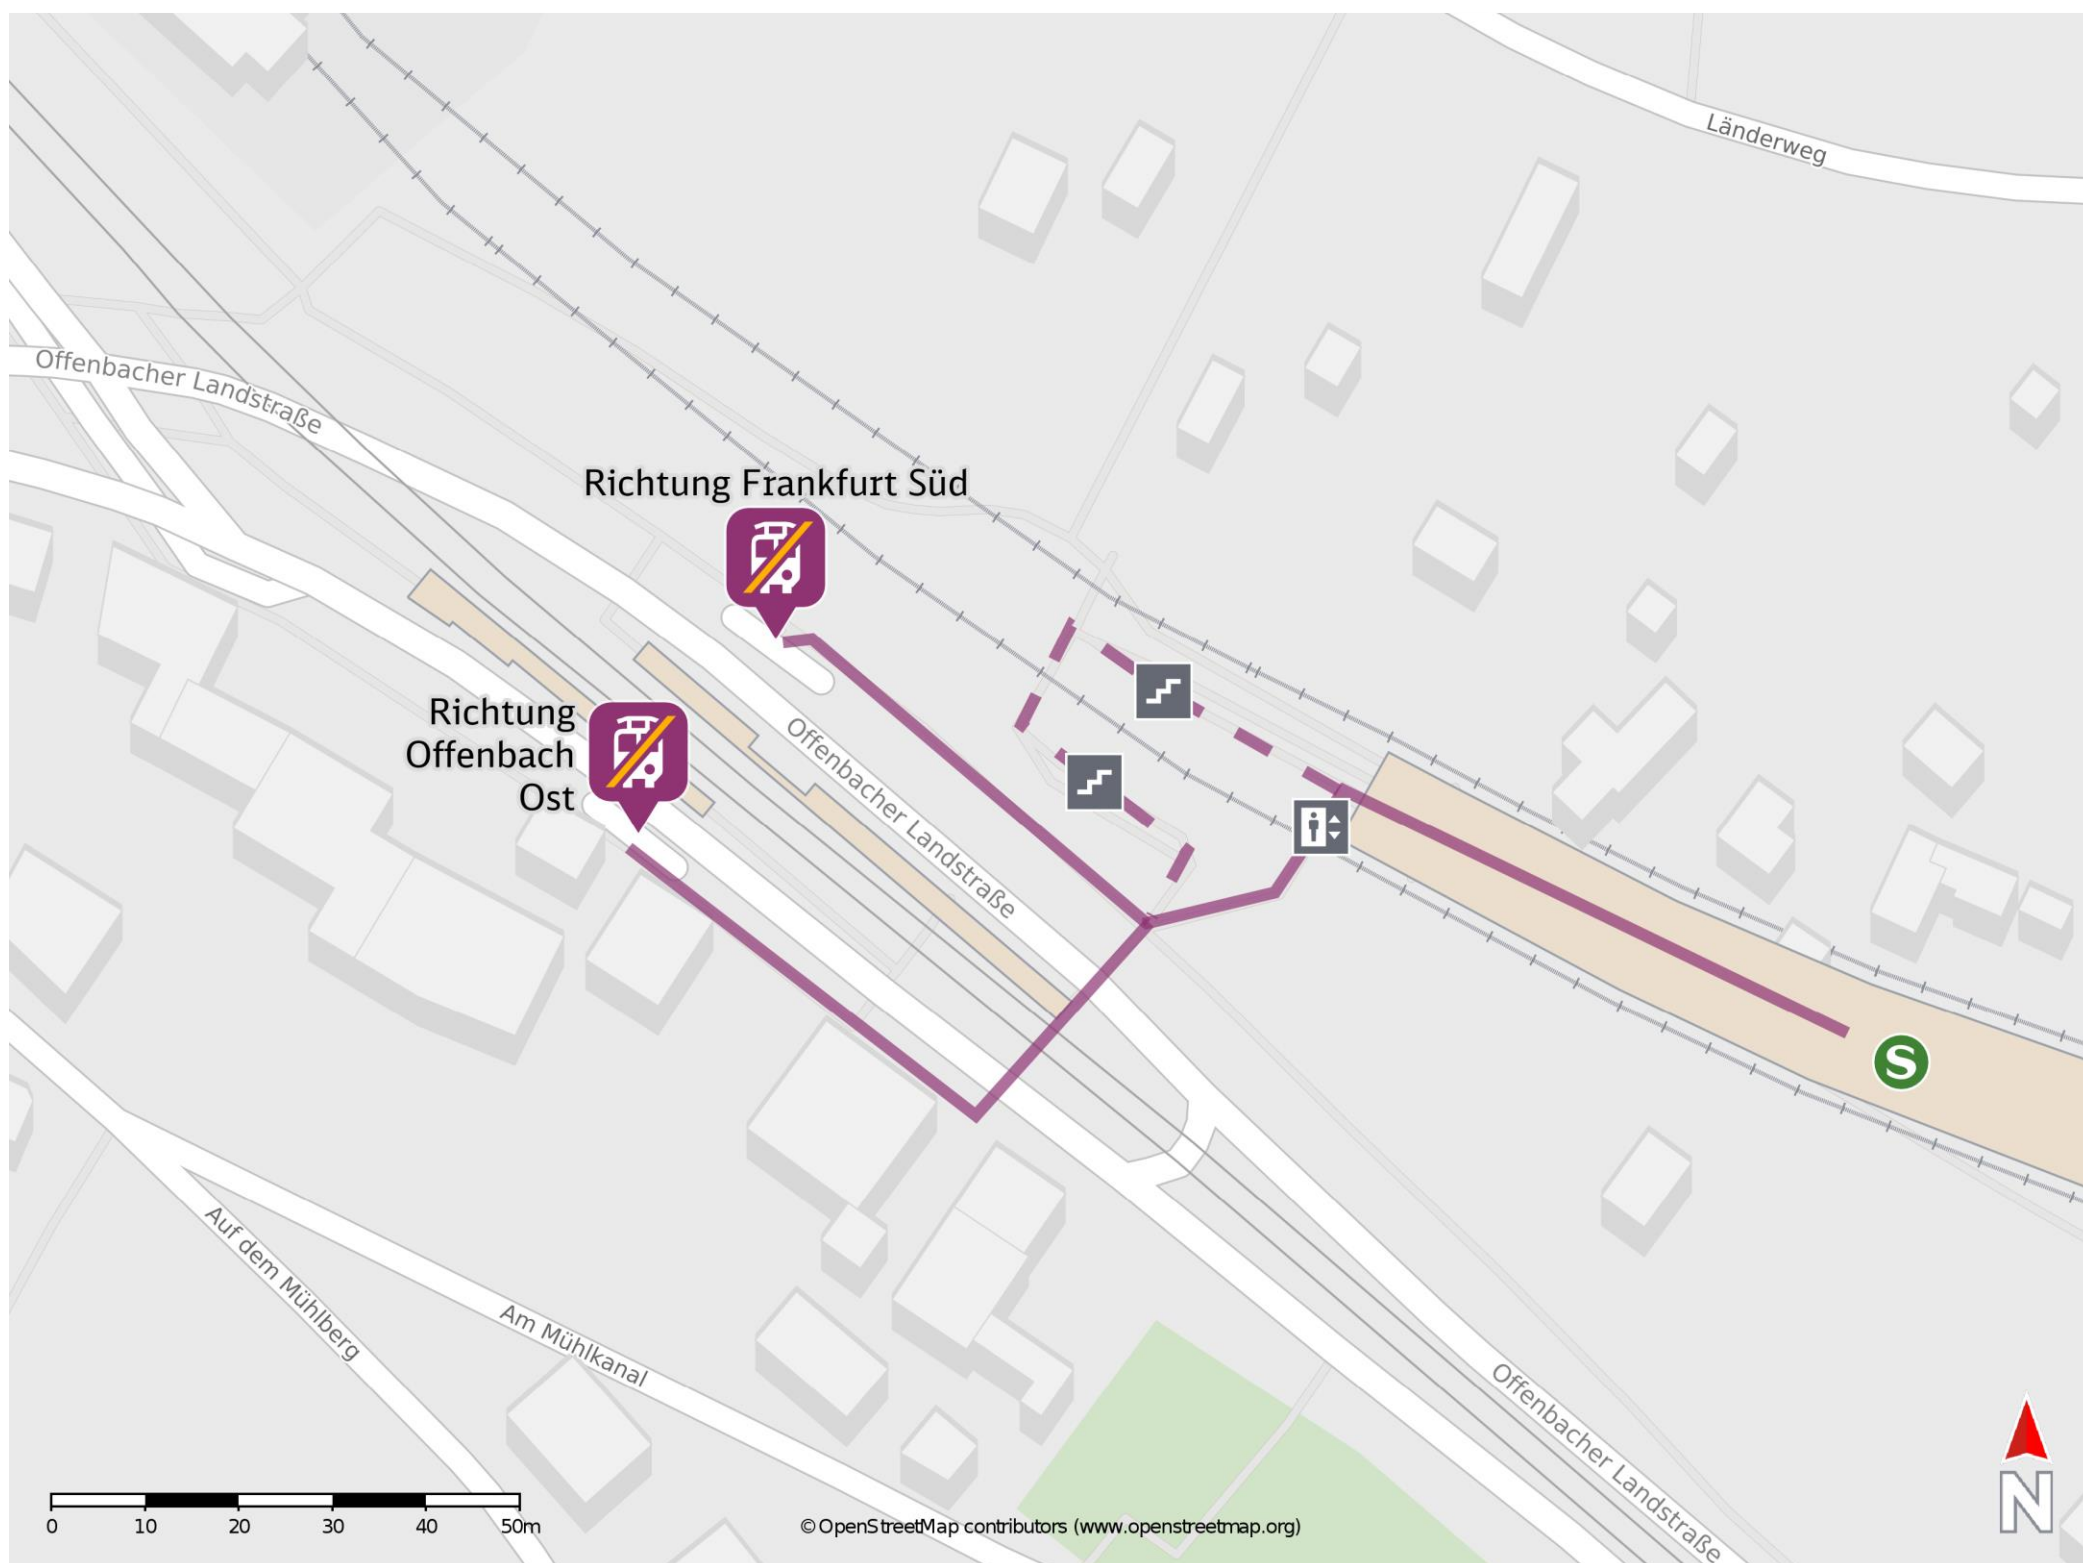 Länderweg
Offenbacher Landstraße
Richtung Frankfurt Süd
Richtung
Offenbach
Ost
Offenbacher Landstraße
S
Auf dem Mühlberg
Am Mühlkanal
Offenbacher Landstraße
N
0 10 20 30 40 50m
© OpenStreetMap contributors (www.openstreetmap.org)